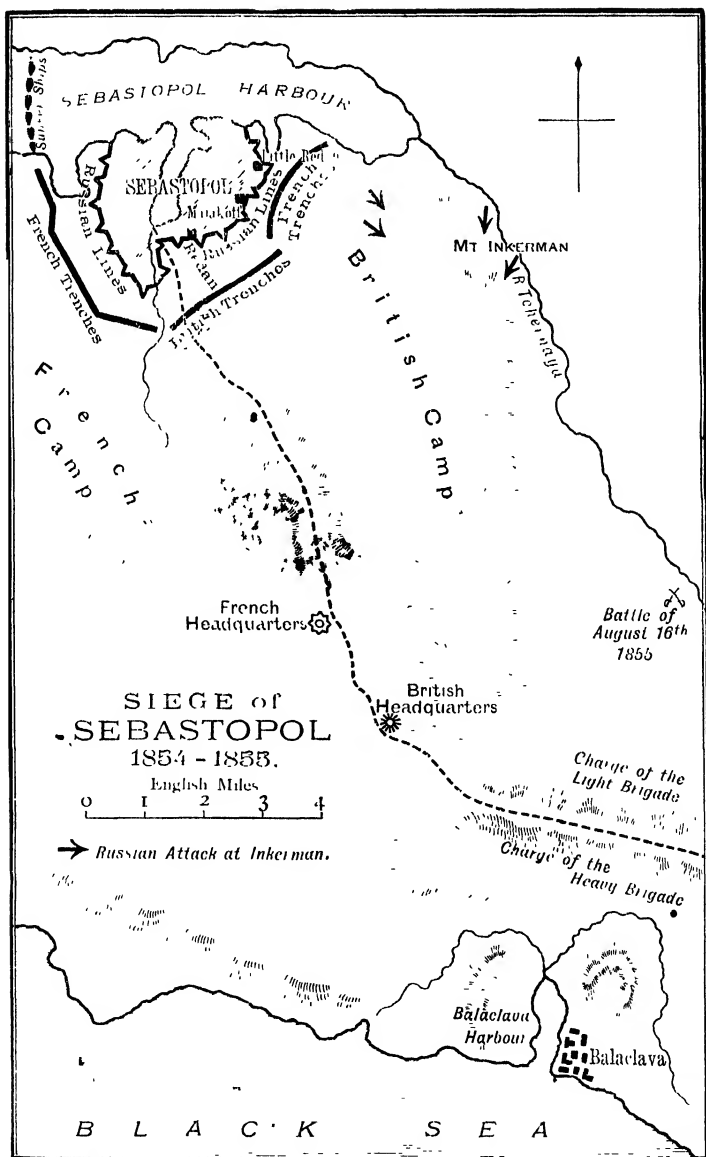 Sunken Ships
SEBASTOPOL HARBOUR
Little Red
SEBASTOPOL
Malakoff
Redan
Russian Lines
Russian Lines
French Trenches
French Trenches
British Trenches
MT INKERMAN
R Tchernaya
British Camp
French
Camp
French
Headquarters
Battle of
August 16th
1855
British
Headquarters
SIEGE of
SEBASTOPOL
1854-1855.
English Miles
0 1 2 3 4
Russian Attack at Inkerman.
Charge of the
Light Brigade
Charge of the
Heavy Brigade
Balaclava
Harbour
Balaclava
BLACK SEA